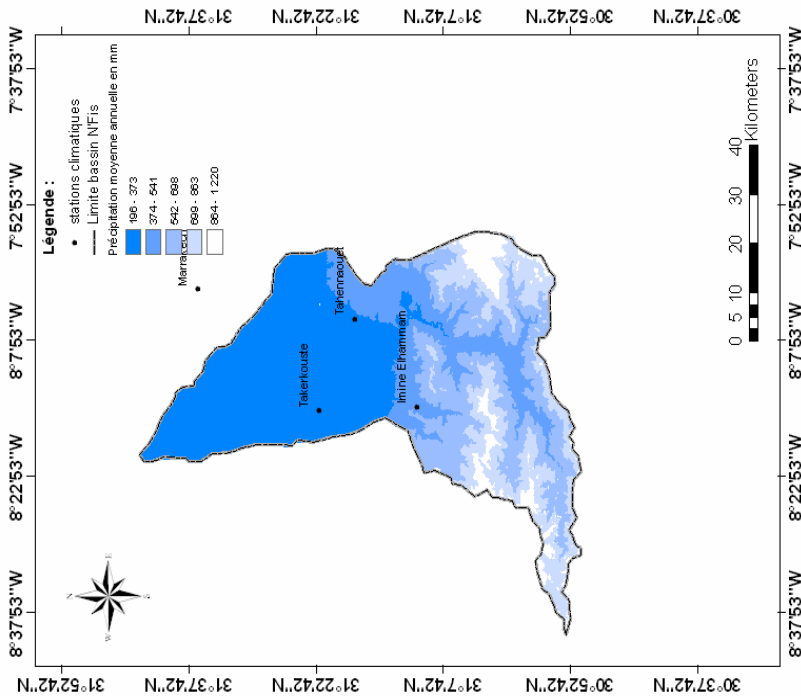 8°37'53"W
8°22'53"W
8°7'53"W
7°52'53"W
7°37'53"W
31°52'42"N
31°37'42"N
31°22'42"N
31°7'42"N
30°52'42"N
30°37'42"N
N
W
E
S
Légende :
stations climatiques
Limite bassin N'Fis
Précipitation moyenne annuelle en mm
196 - 373
374 - 541
542 - 698
699 - 863
864 - 1 220
Marrakech
Takerkouste
Tahennaouet
Imine Elhammam
0 5 10 20 30 40
Kilometers
31°37'42"N
31°22'42"N
31°7'42"N
30°52'42"N
30°37'42"N
8°37'53"W
8°22'53"W
8°7'53"W
7°52'53"W
7°37'53"W